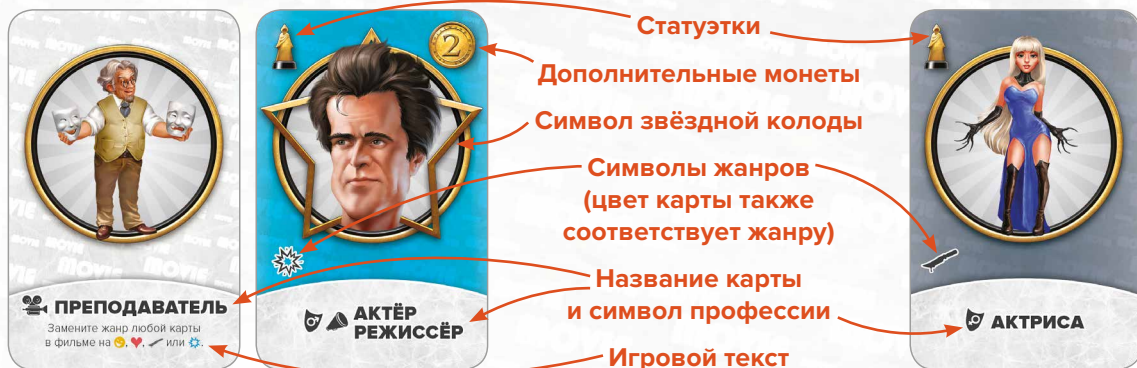 2
ПРЕПОДАВАТЕЛЬ
Замените жанр любой карты
в фильме на , , или .
АКТЁР
РЕЖИССЁР
Статуэтки
Дополнительные монеты
Символ звёздной колоды
Символы жанров
(цвет карты также
соответствует жанру)
Название карты
и символ профессии
Игровой текст
АКТРИСА